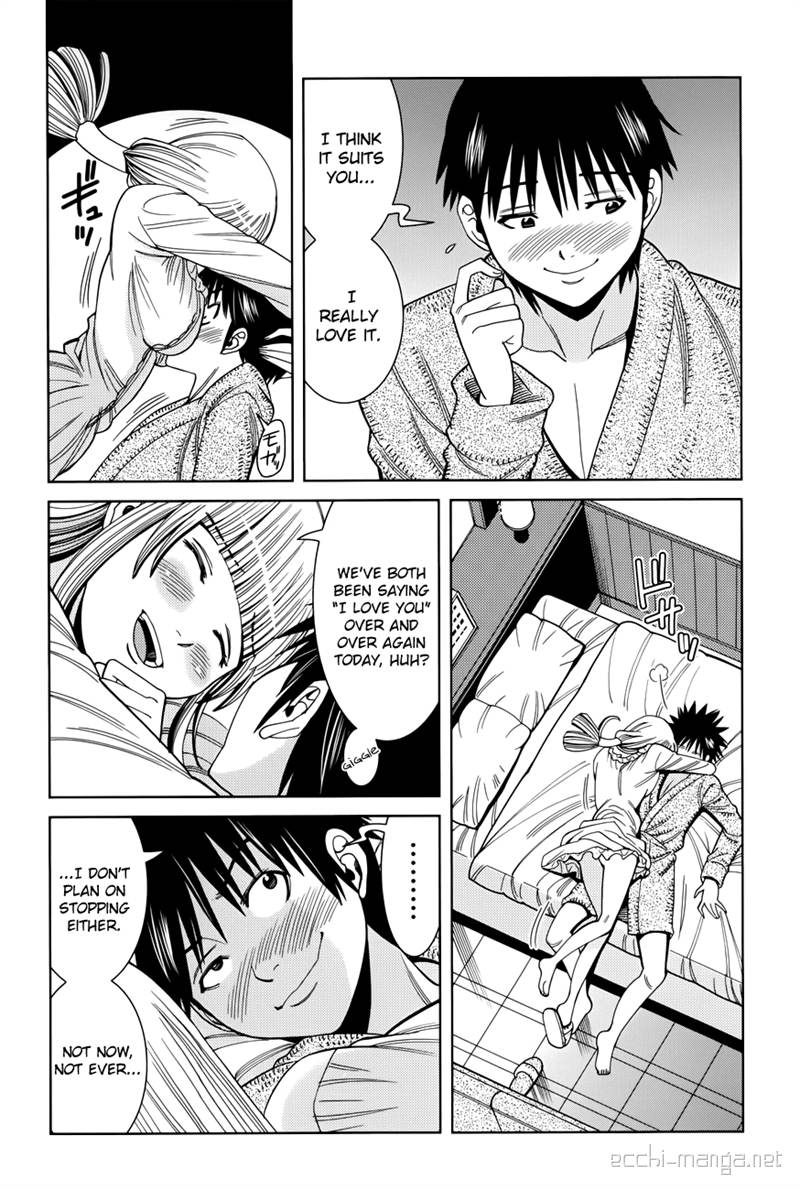 I THINK
IT SUITS
YOU...
I
REALLY
LOVE IT.
ギュッ
モガッ
ドサッ
WE'VE BOTH
BEEN SAYING
"I LOVE YOU"
OVER AND
OVER AGAIN
TODAY, HUH?
GIGGLE
........
...I DON'T
PLAN ON
STOPPING
EITHER.
NOT NOW,
NOT EVER...
ecchi-manga.net